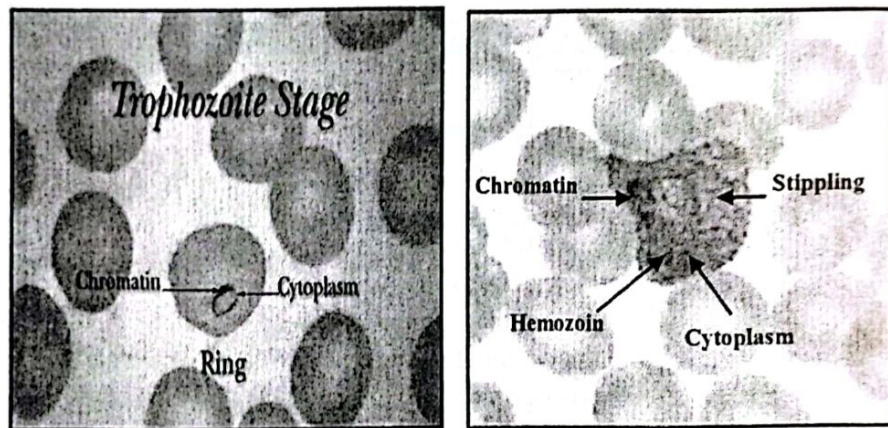 Trophozoite Stage
Chromatin
Cytoplasm
Ring
Chromatin
Stippling
Hemozoin
Cytoplasm